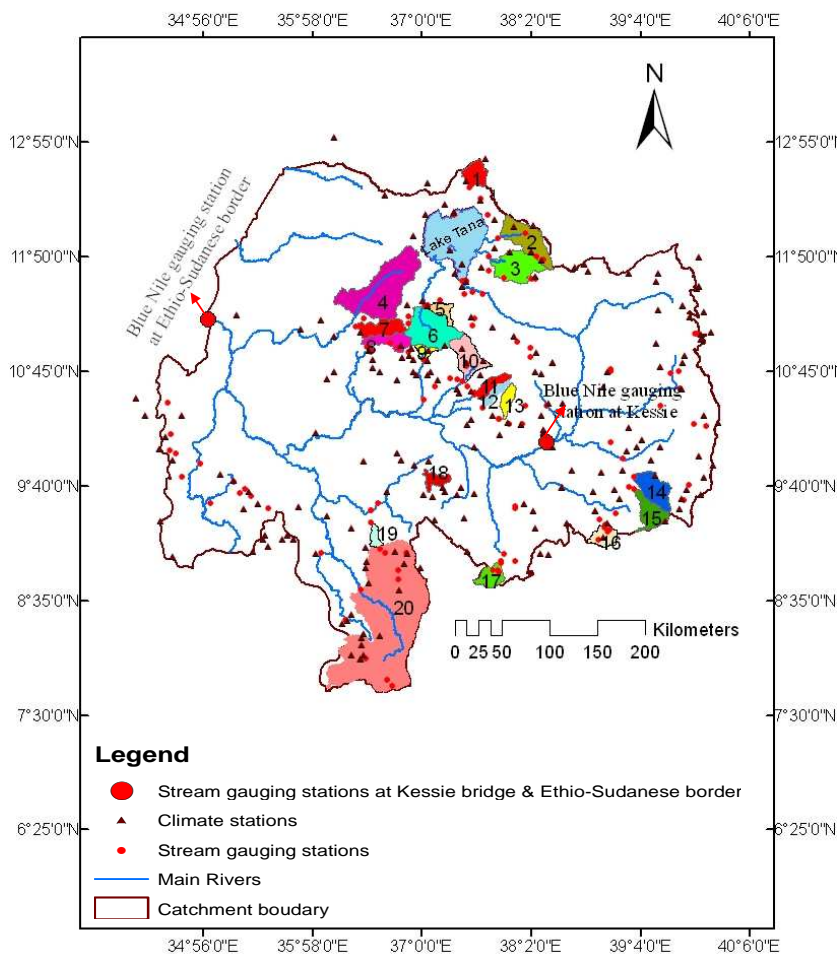 34°56'0"E 35°58'0"E 37°0'0"E 38°2'0"E 39°4'0"E 40°6'0"E
N
12°55'0"N 12°55'0"N
11°50'0"N 11°50'0"N
10°45'0"N 10°45'0"N
9°40'0"N 9°40'0"N
8°35'0"N 8°35'0"N
7°30'0"N 7°30'0"N
6°25'0"N 6°25'0"N
Blue Nile gauging station
at Ethio-Sudanese border
Lake Tana
1
2
3
4
5
6
7
8
9
10
11
12
13
Blue Nile gauging
station at Kessie
14
15
16
17
18
19
20
Kilometers
0 25 50 100 150 200
Legend
Stream gauging stations at Kessie bridge & Ethio-Sudanese border
Climate stations
Stream gauging stations
Main Rivers
Catchment boudary
34°56'0"E 35°58'0"E 37°0'0"E 38°2'0"E 39°4'0"E 40°6'0"E